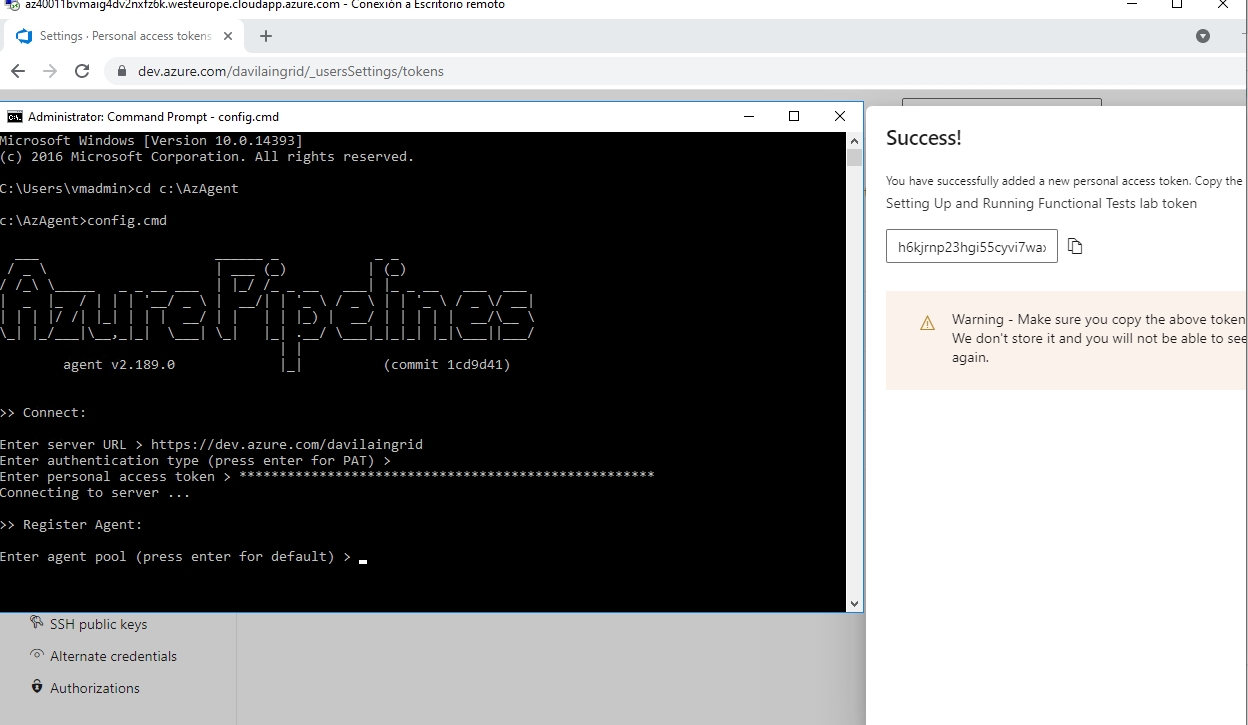 az40011bvmaig4dv2nxfz6k.westeurope.cloudapp.azure.com - Conexión a Escritorio remoto
Settings · Personal access tokens
dev.azure.com/davilaingrid/_usersSettings/tokens
Administrator: Command Prompt - config.cmd
Microsoft Windows [Version 10.0.14393]
(c) 2016 Microsoft Corporation. All rights reserved.
C:\Users\vmadmin>cd c:\AzAgent
c:\AzAgent>config.cmd
Azure Pipelines
agent v2.189.0 (commit 1cd9d41)
>> Connect:
Enter server URL > https://dev.azure.com/davilaingrid
Enter authentication type (press enter for PAT) >
Enter personal access token > ****************************************************
Connecting to server ...
>> Register Agent:
Enter agent pool (press enter for default) >
SSH public keys
Alternate credentials
Authorizations
Success!
You have successfully added a new personal access token. Copy the
Setting Up and Running Functional Tests lab token
h6kjrnp23hgi55cyvi7wax
Warning - Make sure you copy the above token
We don't store it and you will not be able to see
again.